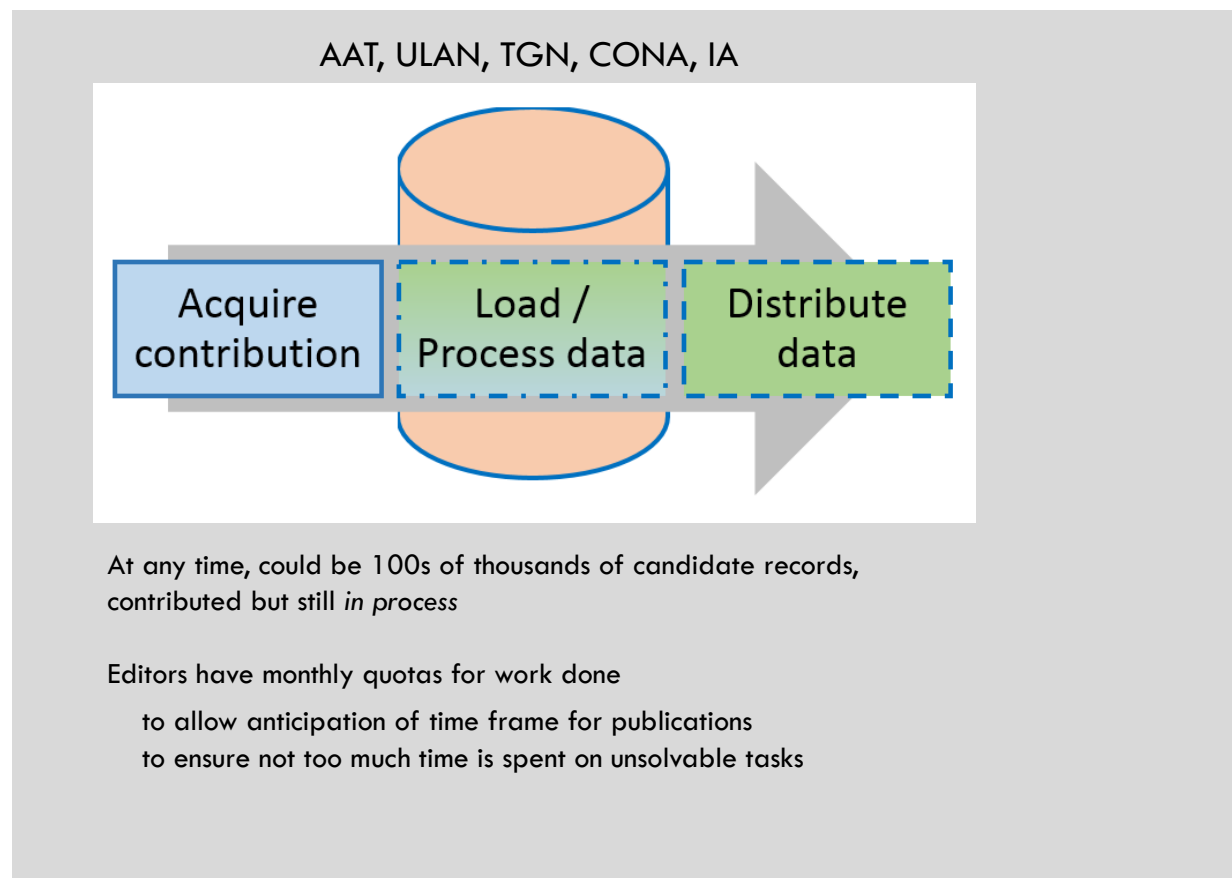 AAT, ULAN, TGN, CONA, IA
Acquire
contribution
Load /
Process data
Distribute
data
At any time, could be 100s of thousands of candidate records,
contributed but still in process
Editors have monthly quotas for work done
to allow anticipation of time frame for publications
to ensure not too much time is spent on unsolvable tasks